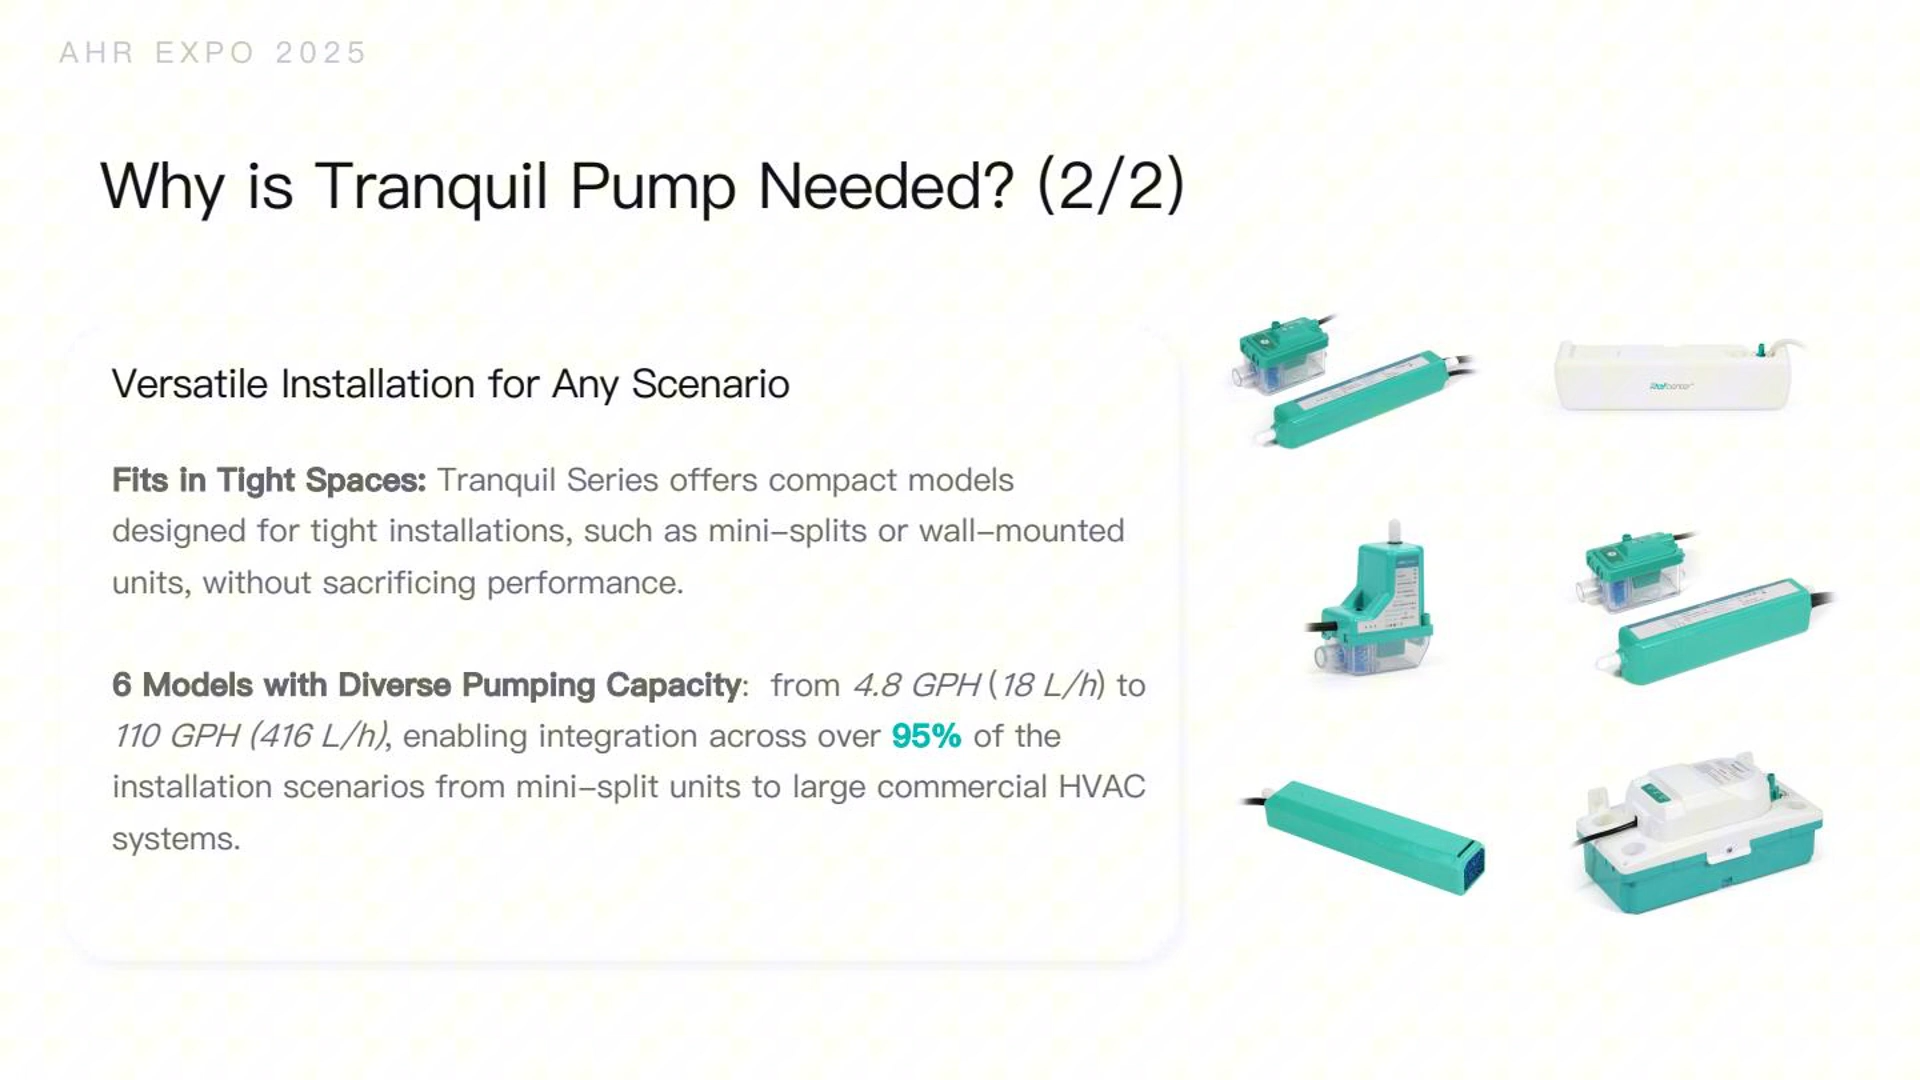 AHR EXPO 2025
Why is Tranquil Pump Needed? (2/2)
Versatile Installation for Any Scenario
Fits in Tight Spaces: Tranquil Series offers compact models
designed for tight installations, such as mini–splits or wall–mounted
units, without sacrificing performance.
6 Models with Diverse Pumping Capacity:  from 4.8 GPH (18 L/h) to
110 GPH (416 L/h), enabling integration across over 95% of the
installation scenarios from mini–split units to large commercial HVAC
systems.